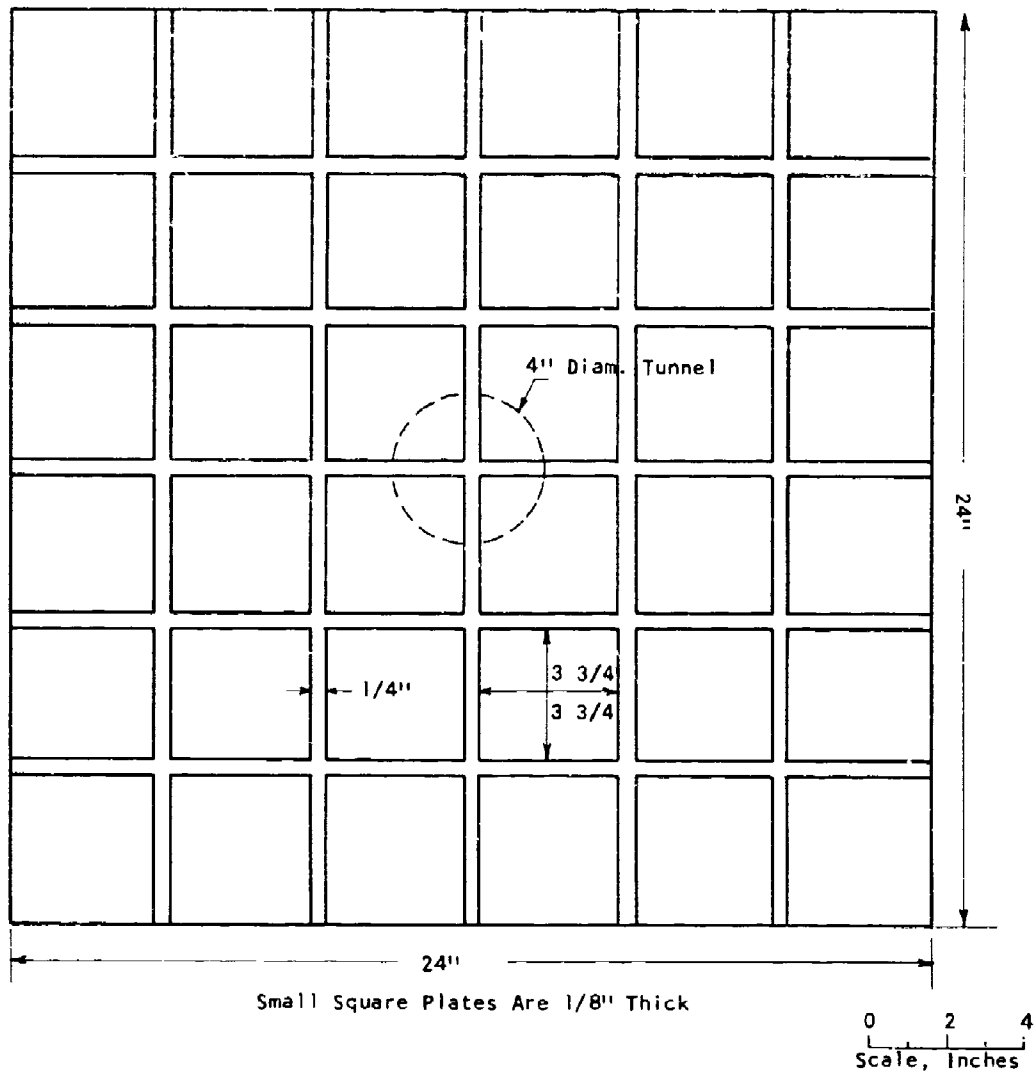 4" Diam. Tunnel
24"
1/4"
3 3/4
3 3/4
24"
Small Square Plates Are 1/8" Thick
0 2 4
Scale, Inches